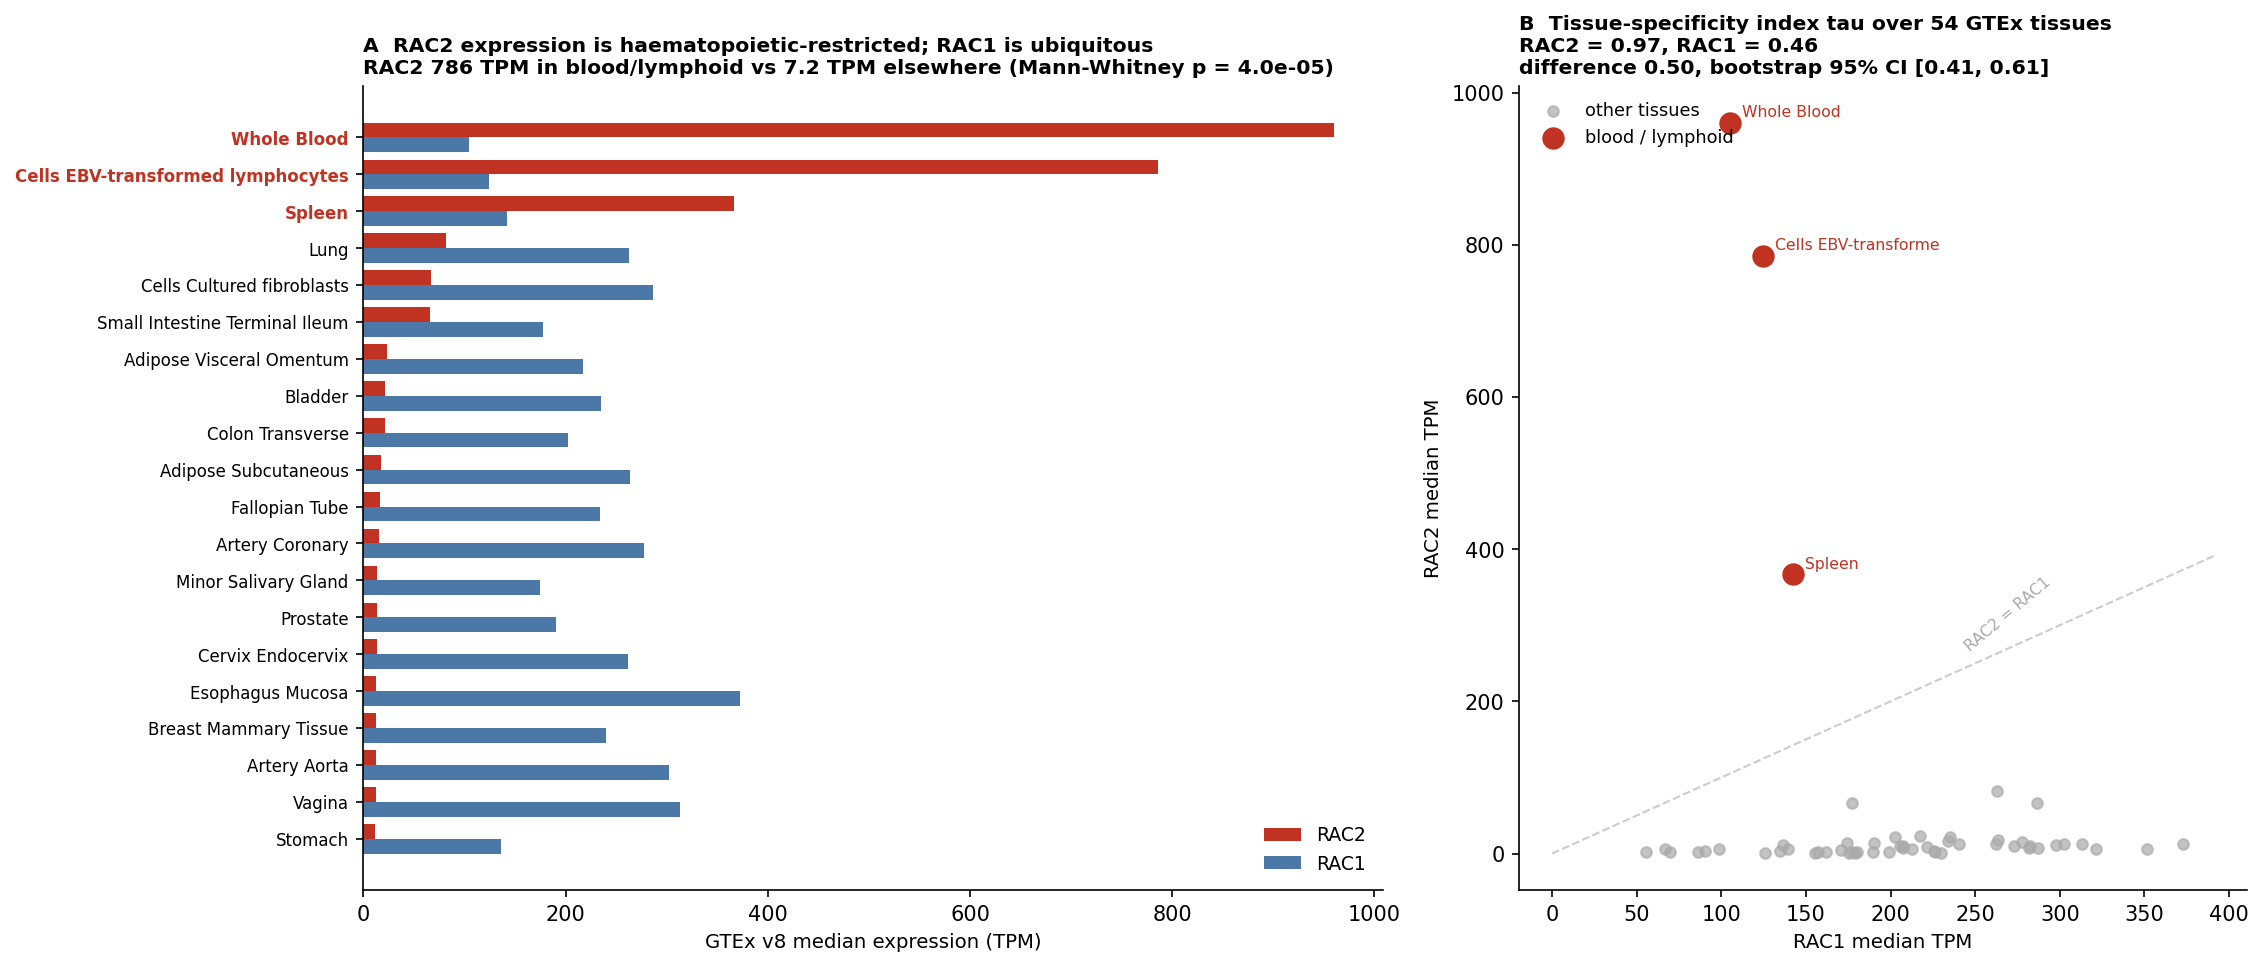 A  RAC2 expression is haematopoietic-restricted; RAC1 is ubiquitous
RAC2 786 TPM in blood/lymphoid vs 7.2 TPM elsewhere (Mann-Whitney p = 4.0e-05)
Whole Blood
Cells EBV-transformed lymphocytes
Spleen
Lung
Cells Cultured fibroblasts
Small Intestine Terminal Ileum
Adipose Visceral Omentum
Bladder
Colon Transverse
Adipose Subcutaneous
Fallopian Tube
Artery Coronary
Minor Salivary Gland
Prostate
Cervix Endocervix
Esophagus Mucosa
Breast Mammary Tissue
Artery Aorta
Vagina
Stomach
RAC2
RAC1
0 200 400 600 800 1000
GTEx v8 median expression (TPM)
B  Tissue-specificity index tau over 54 GTEx tissues
RAC2 = 0.97, RAC1 = 0.46
difference 0.50, bootstrap 95% CI [0.41, 0.61]
other tissues
blood / lymphoid
Whole Blood
Cells EBV-transforme
Spleen
RAC2 = RAC1
1000
800
600
400
200
0
RAC2 median TPM
0 50 100 150 200 250 300 350 400
RAC1 median TPM